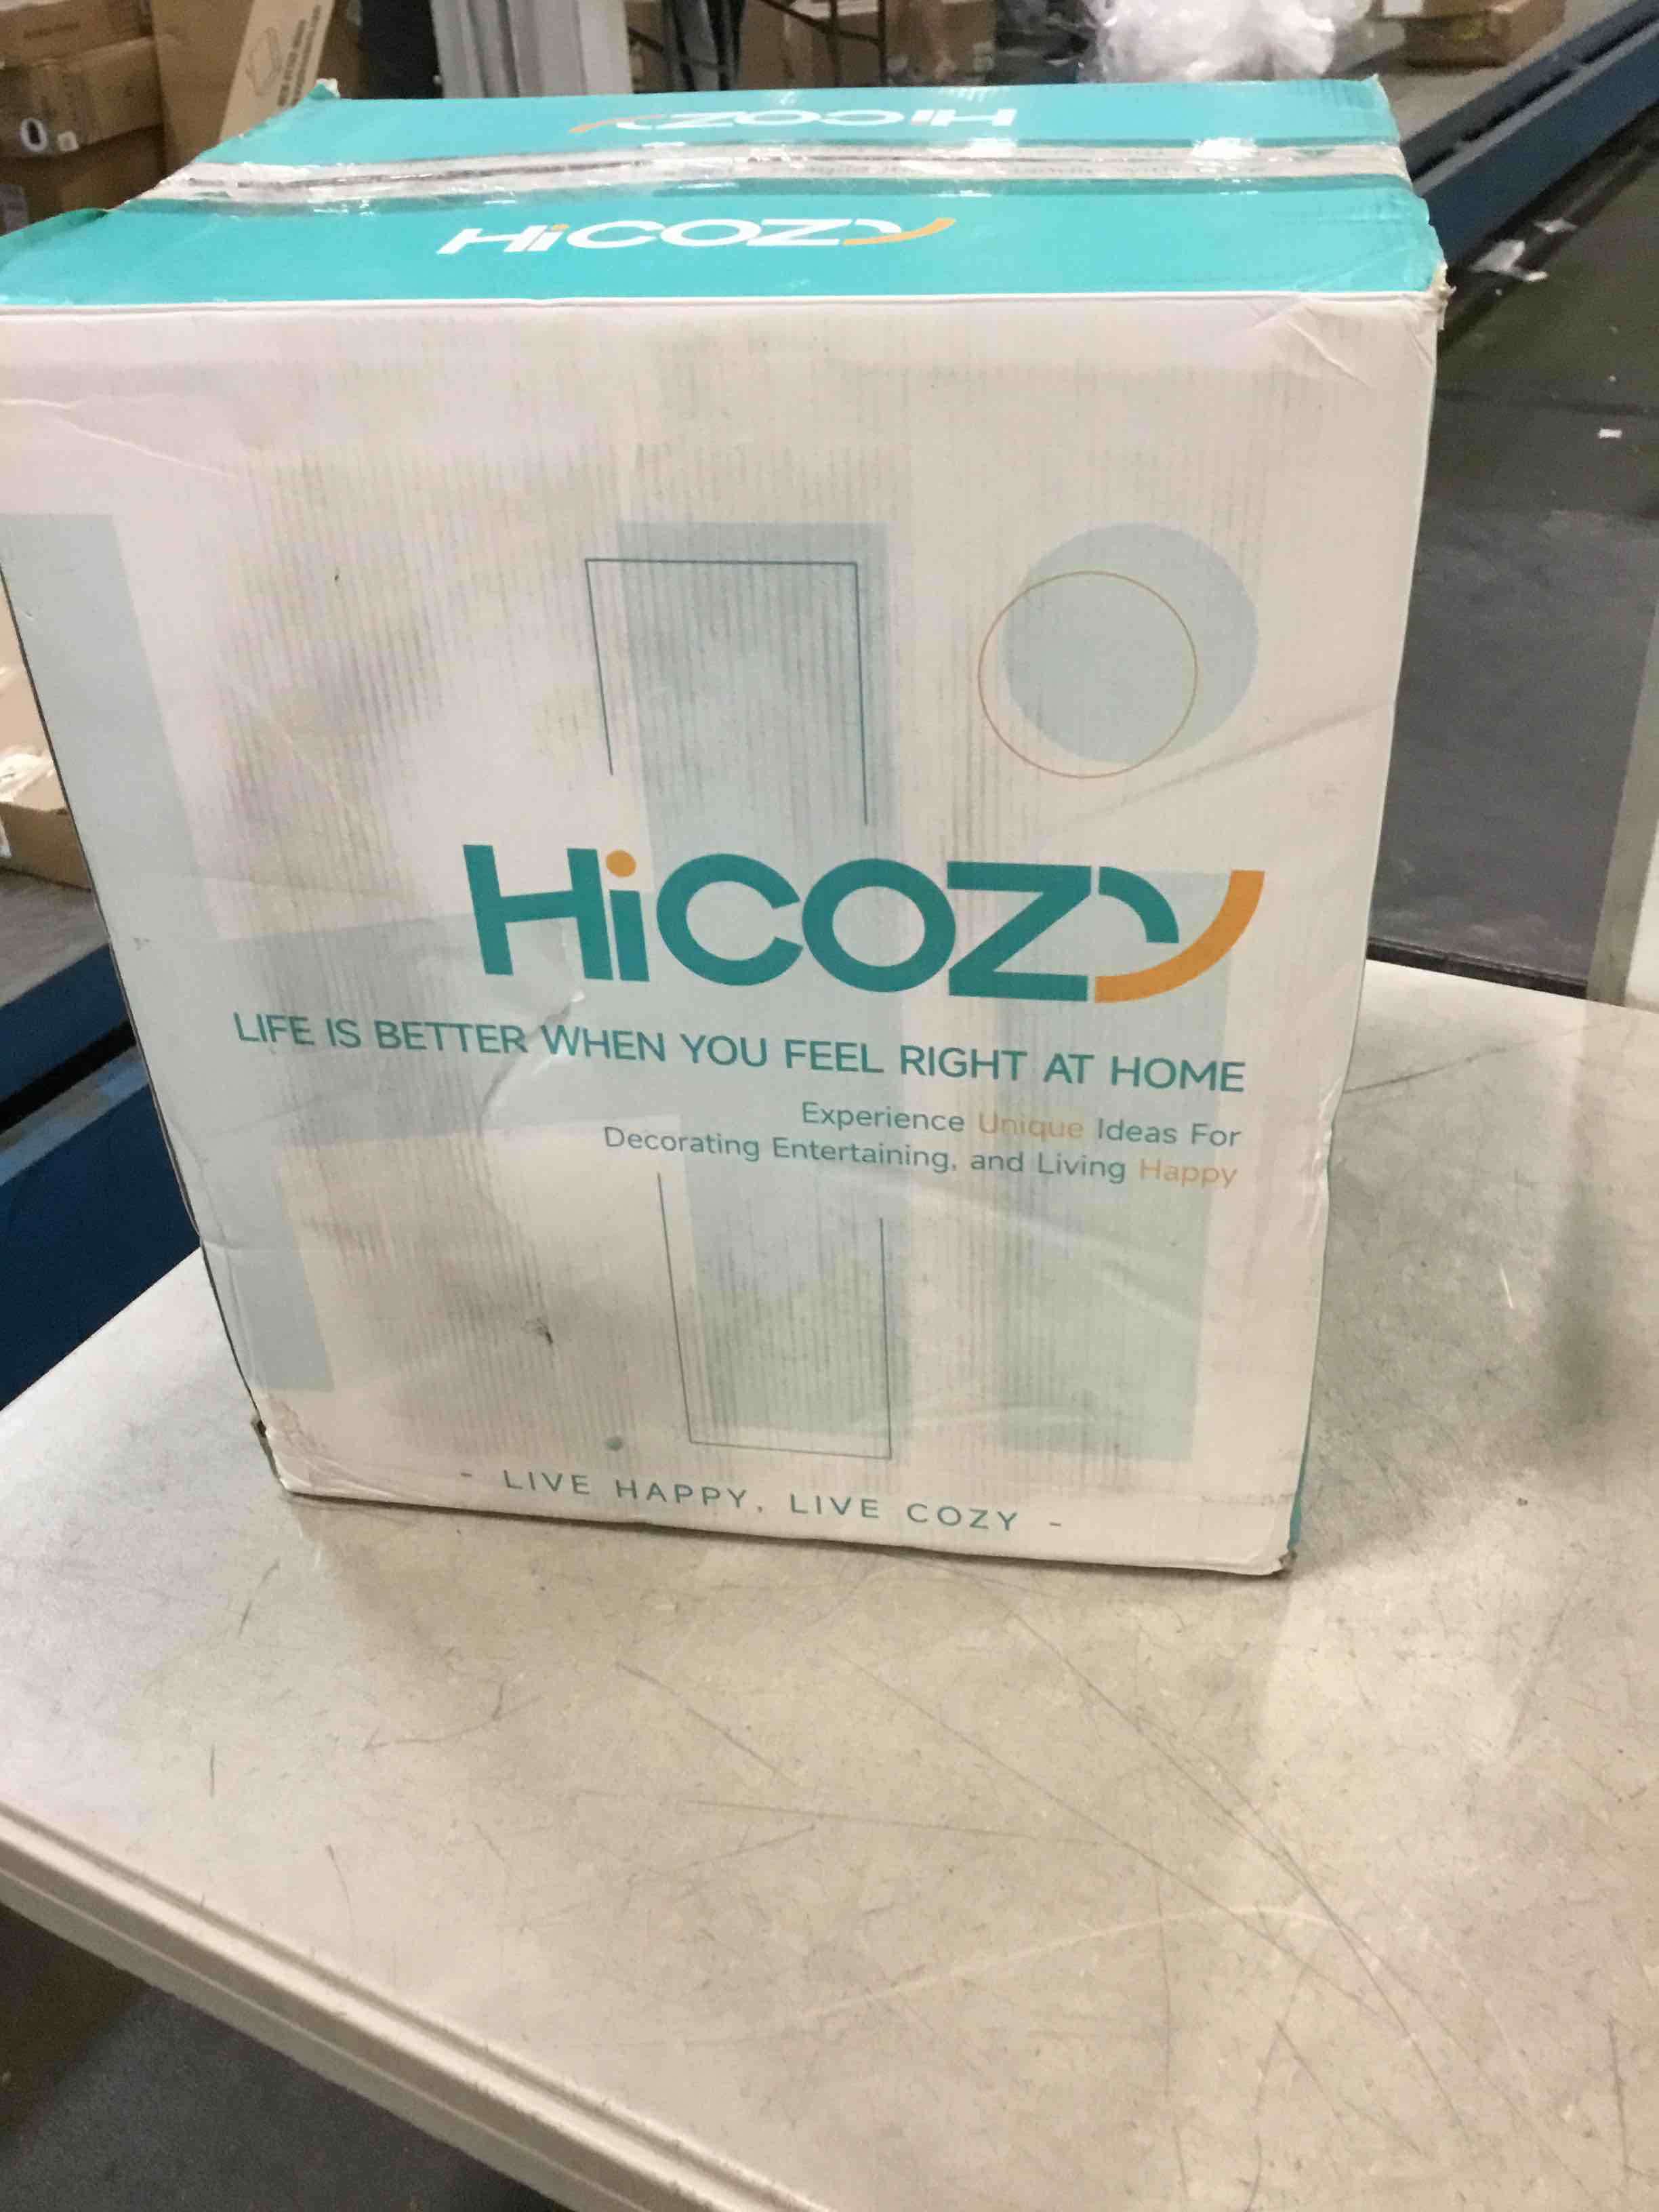 HiCOZY
HiCOZY
HiCOZY
LIFE IS BETTER WHEN YOU FEEL RIGHT AT HOME
Experience Unique Ideas For
Decorating Entertaining, and Living Happy
- LIVE HAPPY, LIVE COZY -